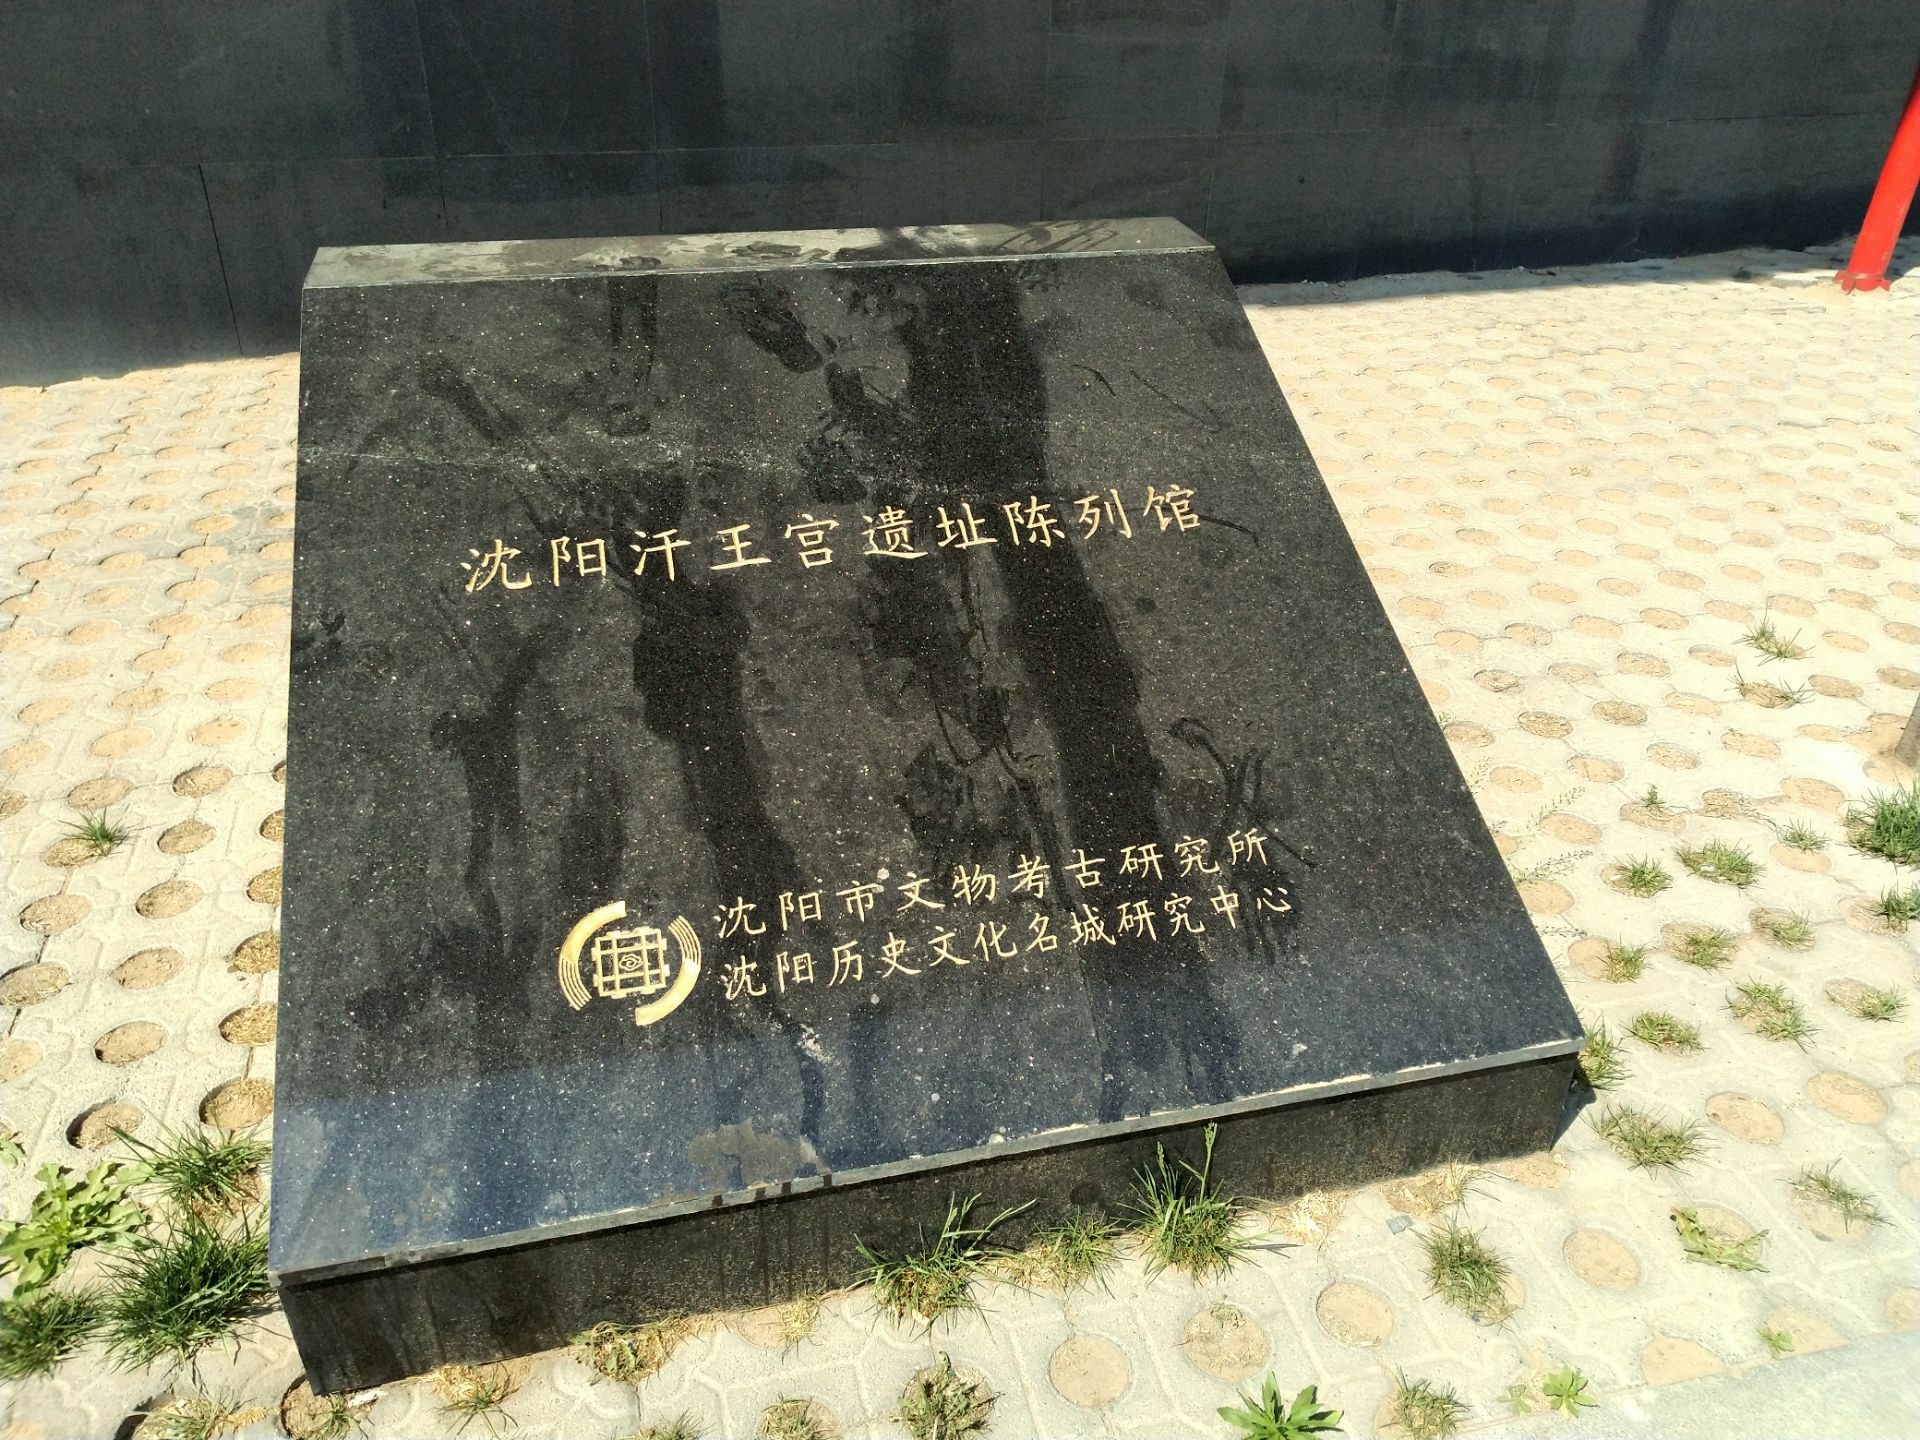 沈阳汗王宫遗址陈列馆
沈阳市文物考古研究所
沈阳历史文化名城研究中心